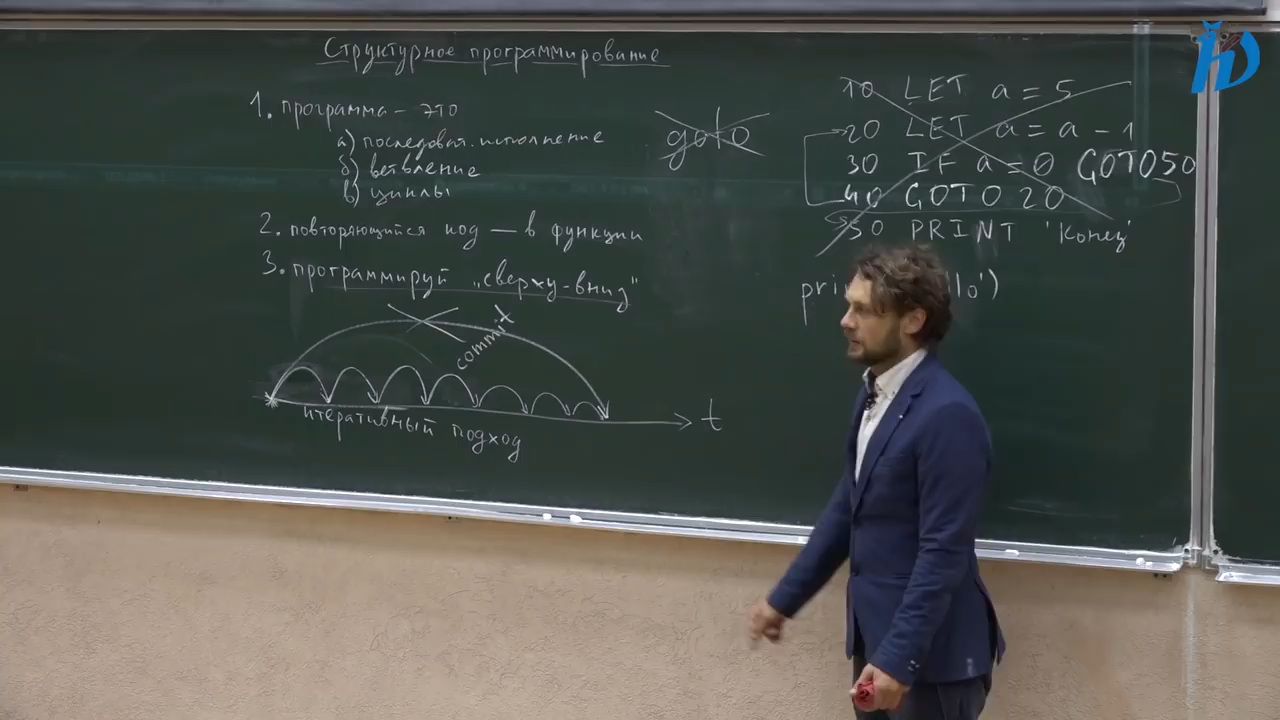 Структурное программирование
1. программа – это
а) последоват. исполнение
б) ветвление
в) циклы
2. повторяющийся код — в функции
3. программируй „сверху-вниз"
commit
итеративный подход
t
goto
10 LET a = 5
20 LET a = a - 1
30 IF a = 0 GOTO 50
40 GOTO 20
50 PRINT 'Конец'